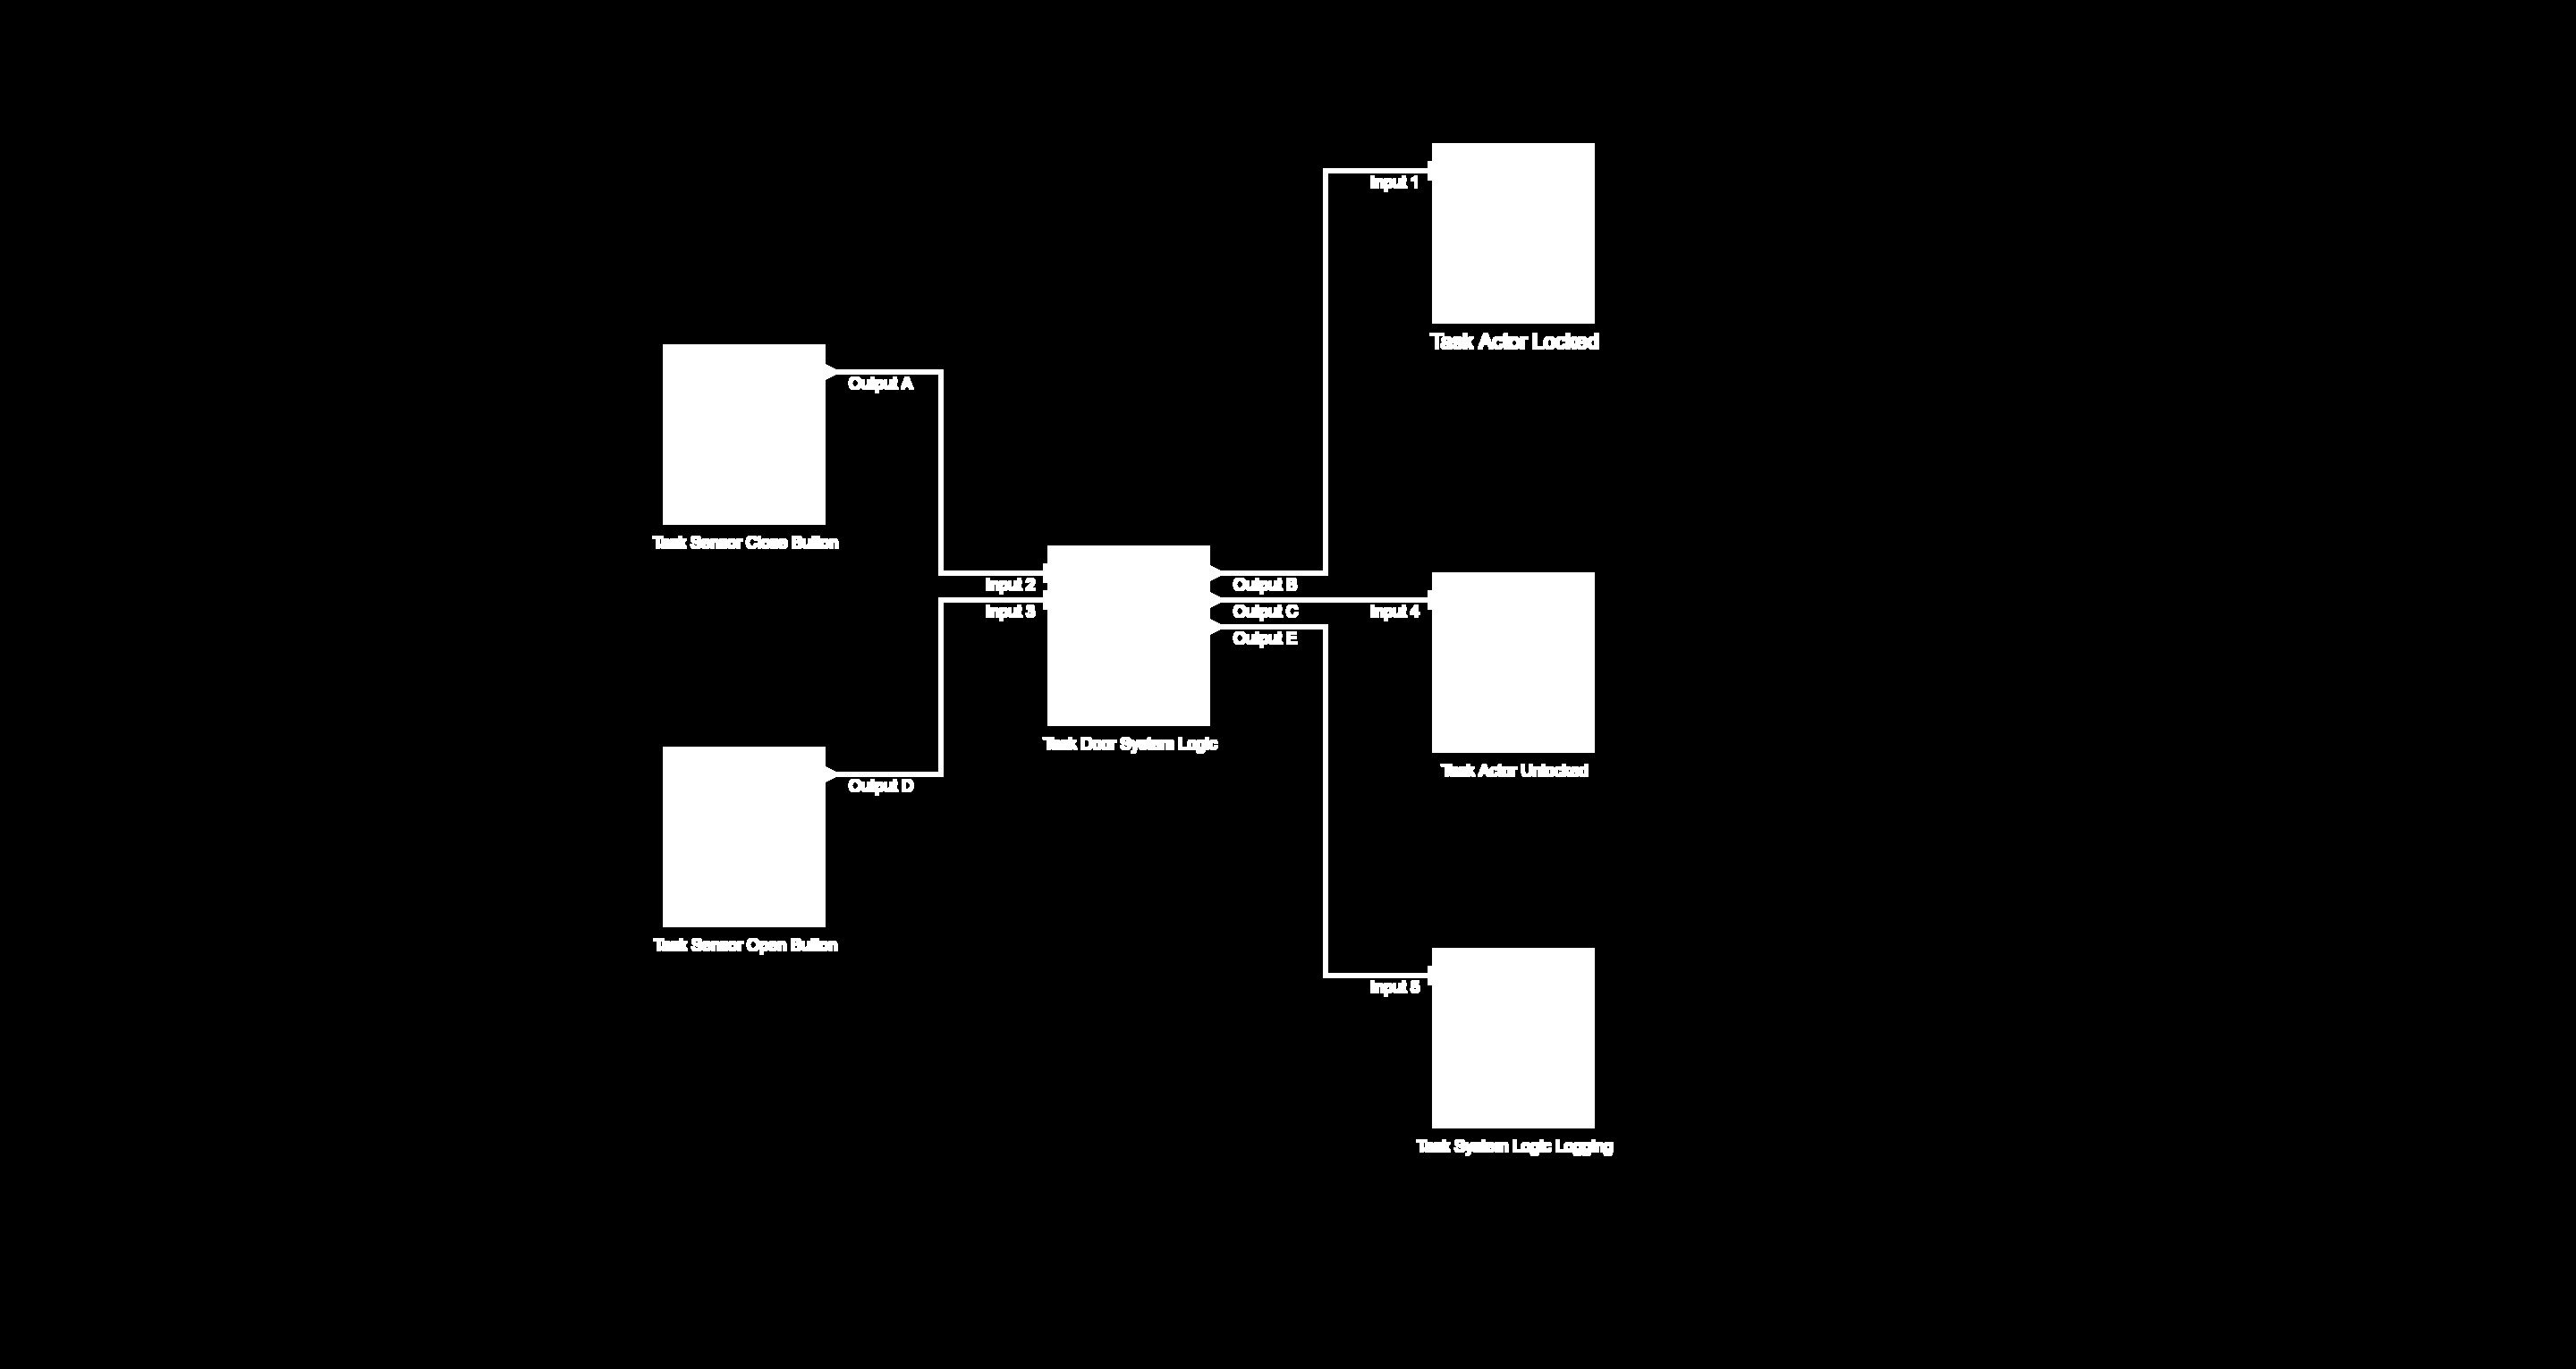 Input 1
Task Actor Locked
Output A
Task Sensor Close Button
Input 2
Input 3
Output B
Output C
Output E
Input 4
Task Door System Logic
Task Actor Unlocked
Output D
Task Sensor Open Button
Input 5
Task System Logic Logging